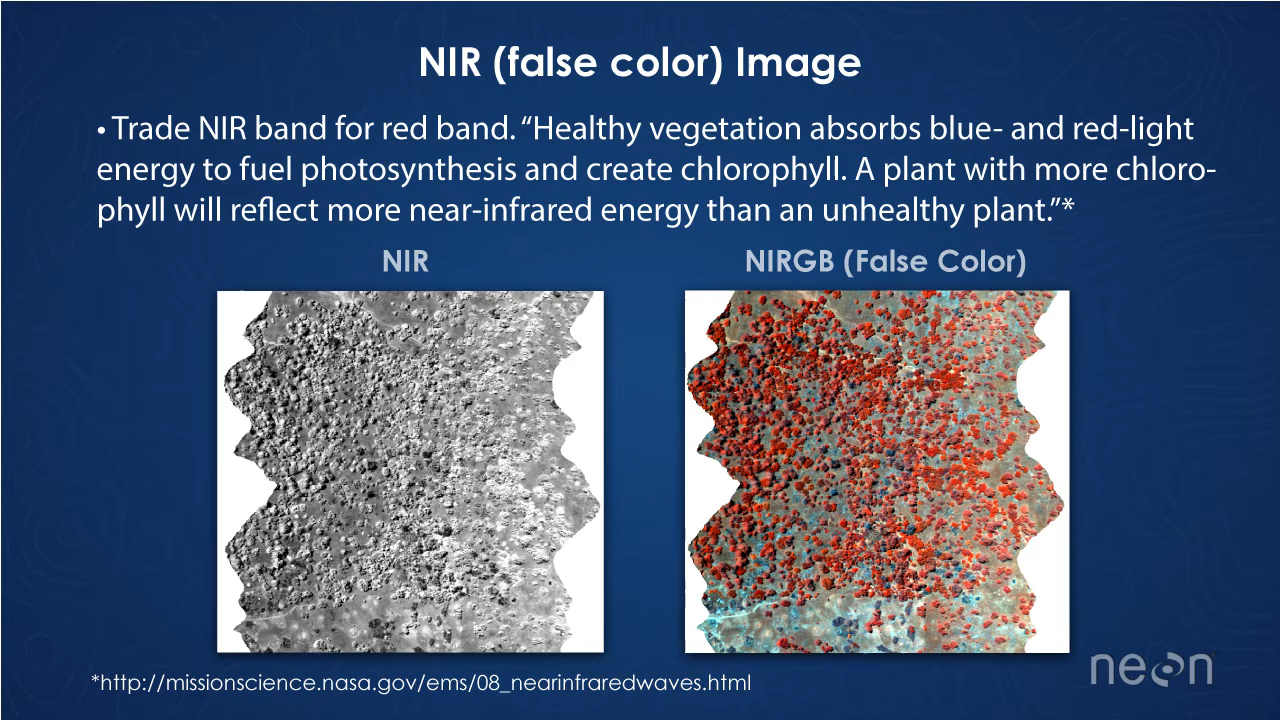 NIR (false color) Image
• Trade NIR band for red band. “Healthy vegetation absorbs blue- and red-light
energy to fuel photosynthesis and create chlorophyll. A plant with more chloro-
phyll will reflect more near-infrared energy than an unhealthy plant.”*
NIR
NIRGB (False Color)
neon
*http://missionscience.nasa.gov/ems/08_nearinfraredwaves.html